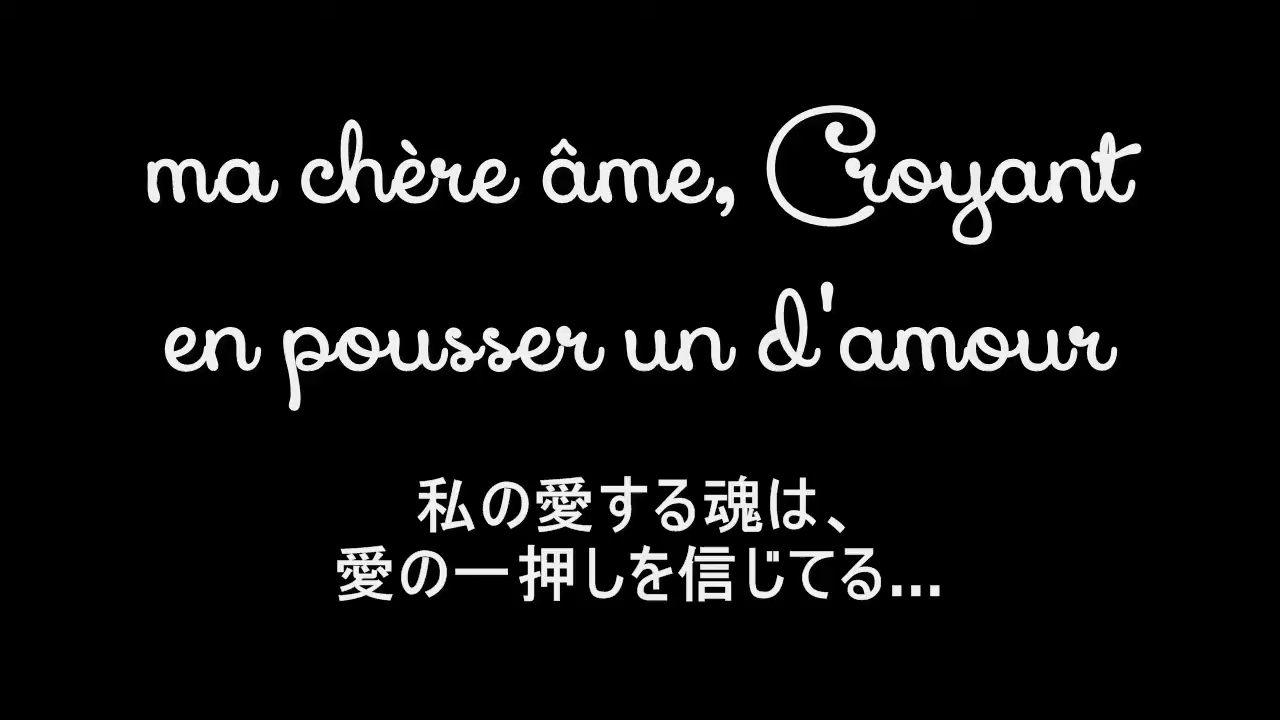 ma chère âme, Croyant
en pousser un d'amour
私の愛する魂は、
愛の一押しを信じてる...